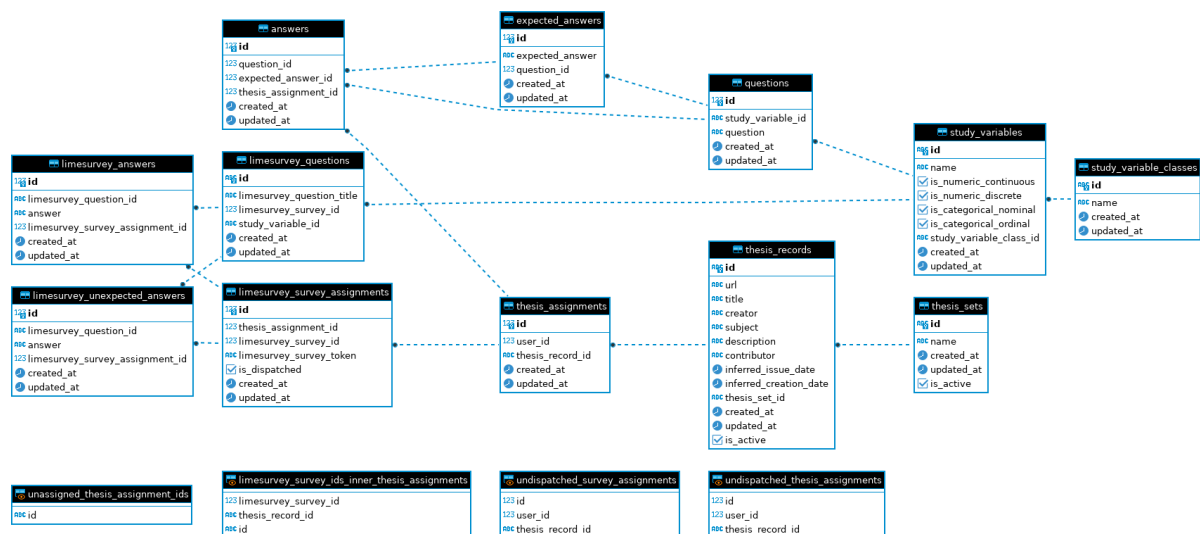 answers
id
question_id
expected_answer_id
thesis_assignment_id
created_at
updated_at
expected_answers
id
expected_answer
question_id
created_at
updated_at
questions
id
study_variable_id
question
created_at
updated_at
study_variables
id
name
is_numeric_continuous
is_numeric_discrete
is_categorical_nominal
is_categorical_ordinal
study_variable_class_id
created_at
updated_at
study_variable_classes
id
name
created_at
updated_at
limesurvey_answers
id
limesurvey_question_id
answer
limesurvey_survey_assignment_id
created_at
updated_at
limesurvey_questions
id
limesurvey_question_title
limesurvey_survey_id
study_variable_id
created_at
updated_at
limesurvey_unexpected_answers
id
limesurvey_question_id
answer
limesurvey_survey_assignment_id
created_at
updated_at
limesurvey_survey_assignments
id
thesis_assignment_id
limesurvey_survey_id
limesurvey_survey_token
is_dispatched
created_at
updated_at
thesis_assignments
id
user_id
thesis_record_id
created_at
updated_at
thesis_records
id
url
title
creator
subject
description
contributor
inferred_issue_date
inferred_creation_date
thesis_set_id
created_at
updated_at
is_active
thesis_sets
id
name
created_at
updated_at
is_active
unassigned_thesis_assignment_ids
id
limesurvey_survey_ids_inner_thesis_assignments
limesurvey_survey_id
thesis_record_id
id
undispatched_survey_assignments
id
user_id
thesis_record_id
undispatched_thesis_assignments
id
user_id
thesis_record_id